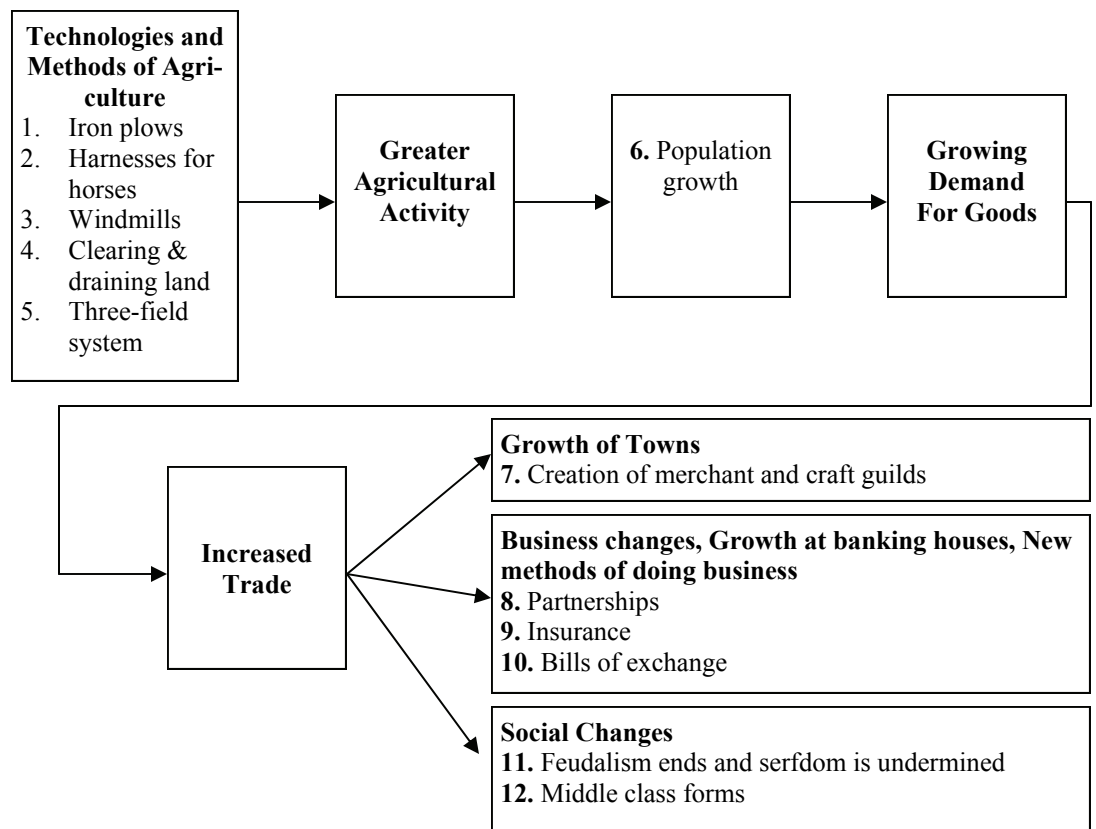 Technologies and
Methods of Agri-
culture
1. Iron plows
2. Harnesses for
horses
3. Windmills
4. Clearing &
draining land
5. Three-field
system
Greater
Agricultural
Activity
6. Population
growth
Growing
Demand
For Goods
Increased
Trade
Growth of Towns
7. Creation of merchant and craft guilds
Business changes, Growth at banking houses, New
methods of doing business
8. Partnerships
9. Insurance
10. Bills of exchange
Social Changes
11. Feudalism ends and serfdom is undermined
12. Middle class forms